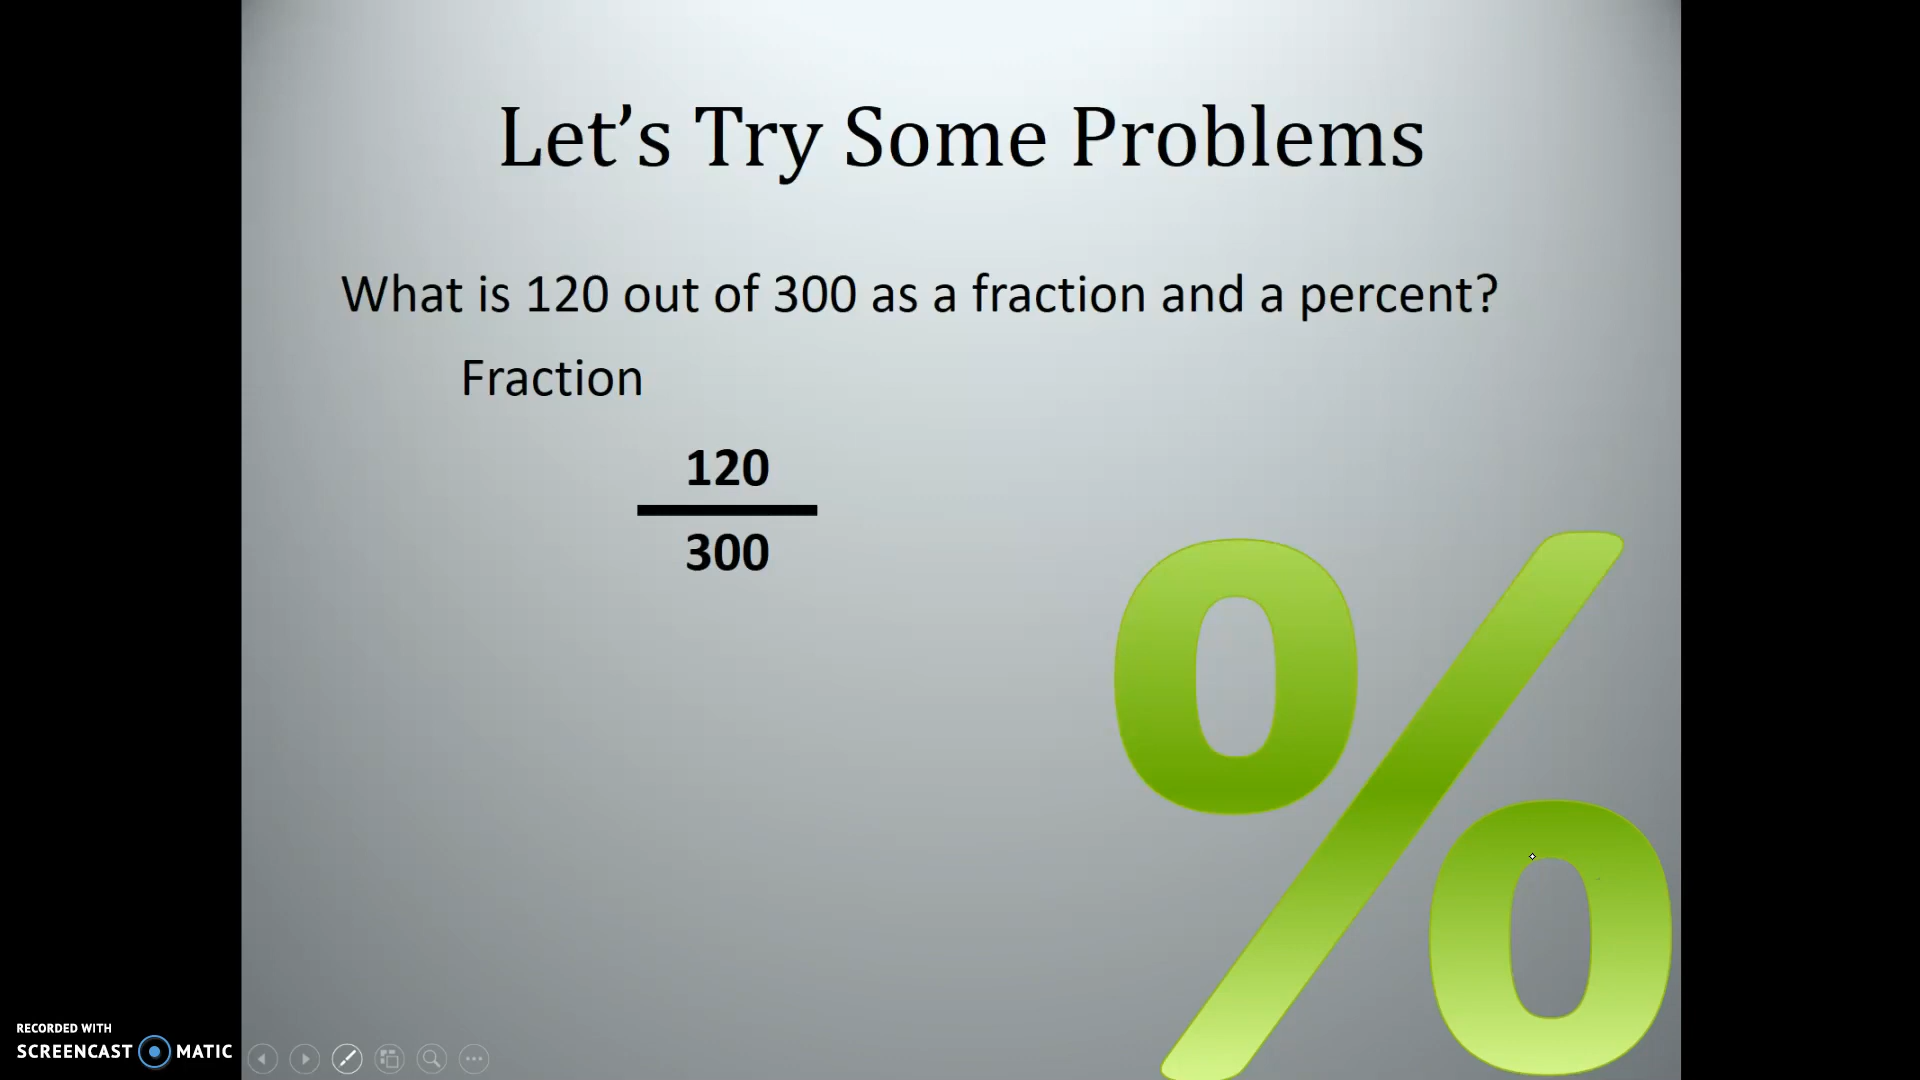 Let’s Try Some Problems
What is 120 out of 300 as a fraction and a percent?
Fraction
120
300
%
RECORDED WITH
SCREENCAST MATIC